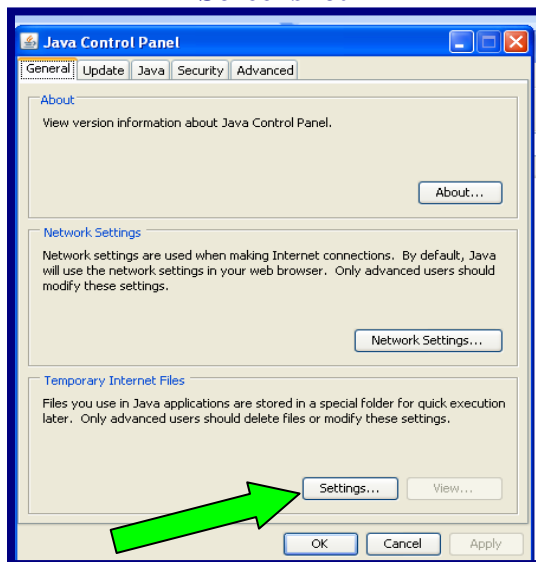 Java Control Panel
General Update Java Security Advanced
About
View version information about Java Control Panel.
About...
Network Settings
Network settings are used when making Internet connections. By default, Java
will use the network settings in your web browser. Only advanced users should
modify these settings.
Network Settings...
Temporary Internet Files
Files you use in Java applications are stored in a special folder for quick execution
later. Only advanced users should delete files or modify these settings.
Settings... View...
OK Cancel Apply